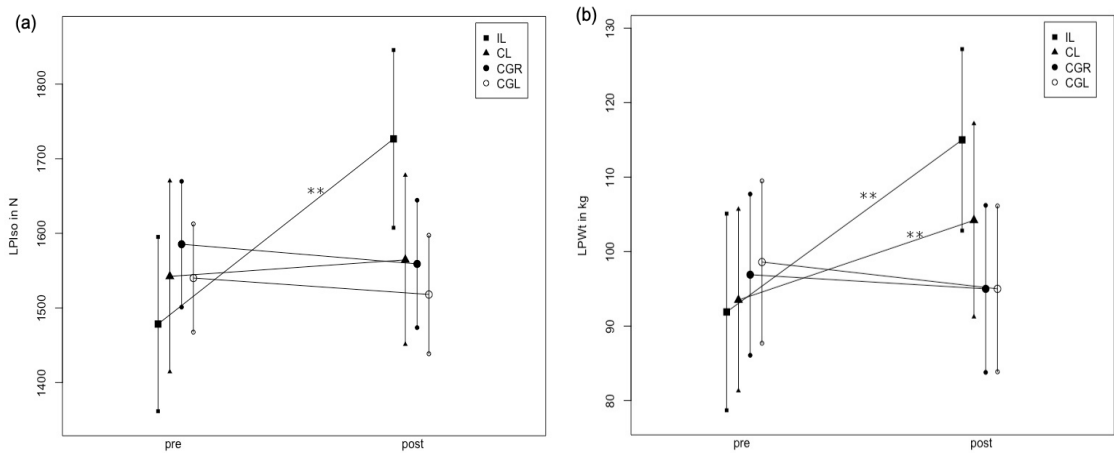 (a)
LPIso in N
1800
1700
1600
1500
1400
IL
CL
CGR
CGL
**
pre
post
(b)
LPWt in kg
130
120
110
100
90
80
IL
CL
CGR
CGL
**
**
pre
post